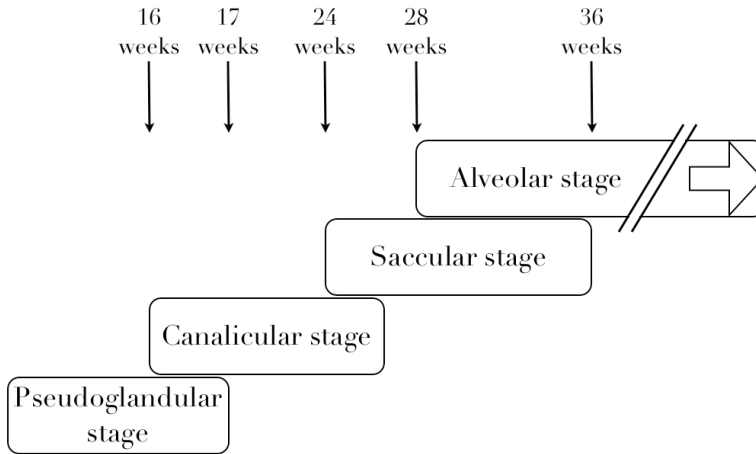 16 17 24 28 36
weeks weeks weeks weeks weeks
Alveolar stage
Saccular stage
Canalicular stage
Pseudoglandular
stage